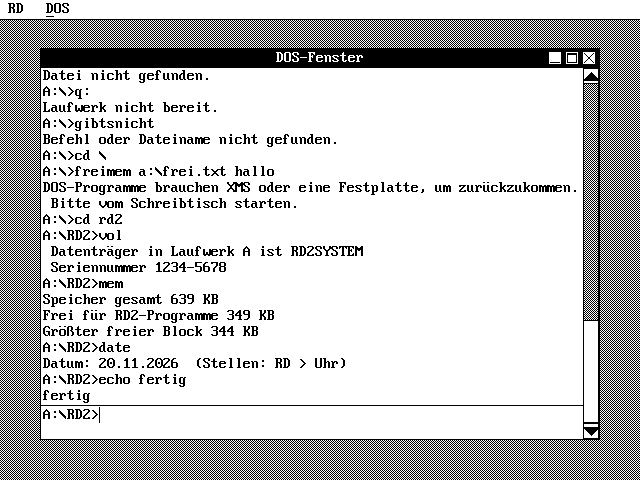 RD DOS
DOS-Fenster
Datei nicht gefunden.
A:\>q:
Laufwerk nicht bereit.
A:\>gibtsnicht
Befehl oder Dateiname nicht gefunden.
A:\>cd \
A:\>freimem a:\frei.txt hallo
DOS-Programme brauchen XMS oder eine Festplatte, um zurückzukommen.
Bitte vom Schreibtisch starten.
A:\>cd rd2
A:\RD2>vol
Datenträger in Laufwerk A ist RD2SYSTEM
Seriennummer 1234-5678
A:\RD2>mem
Speicher gesamt 639 KB
Frei für RD2-Programme 349 KB
Größter freier Block 344 KB
A:\RD2>date
Datum: 20.11.2026  (Stellen: RD > Uhr)
A:\RD2>echo fertig
fertig
A:\RD2>